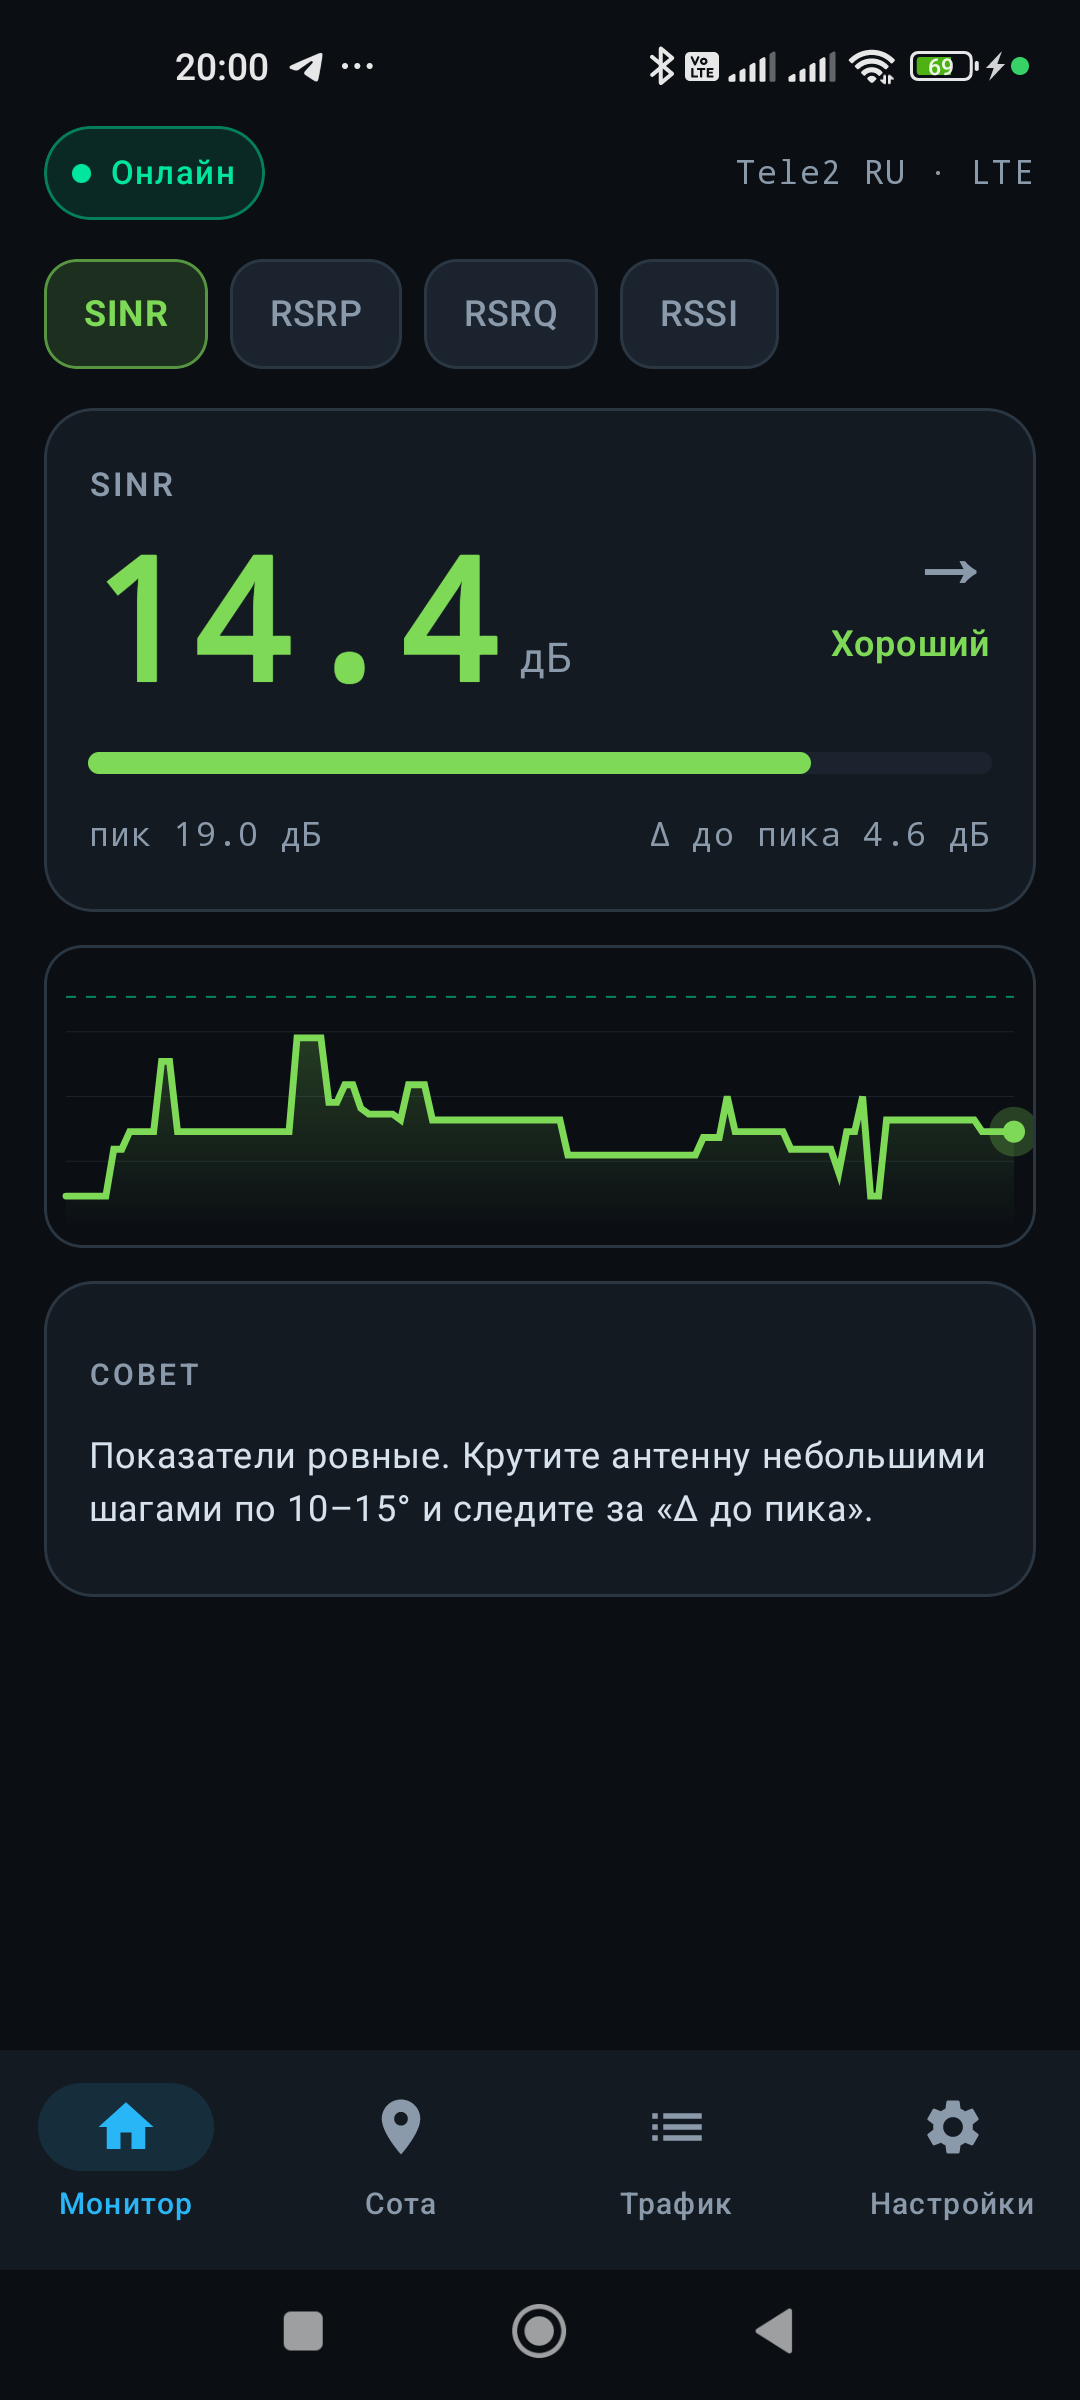 20:00
Vo LTE
69
Онлайн
Tele2 RU · LTE
SINR
RSRP
RSRQ
RSSI
SINR
14.4 дБ
→
Хороший
пик 19.0 дБ
Δ до пика 4.6 дБ
СОВЕТ
Показатели ровные. Крутите антенну небольшими
шагами по 10–15° и следите за «Δ до пика».
Монитор
Сота
Трафик
Настройки